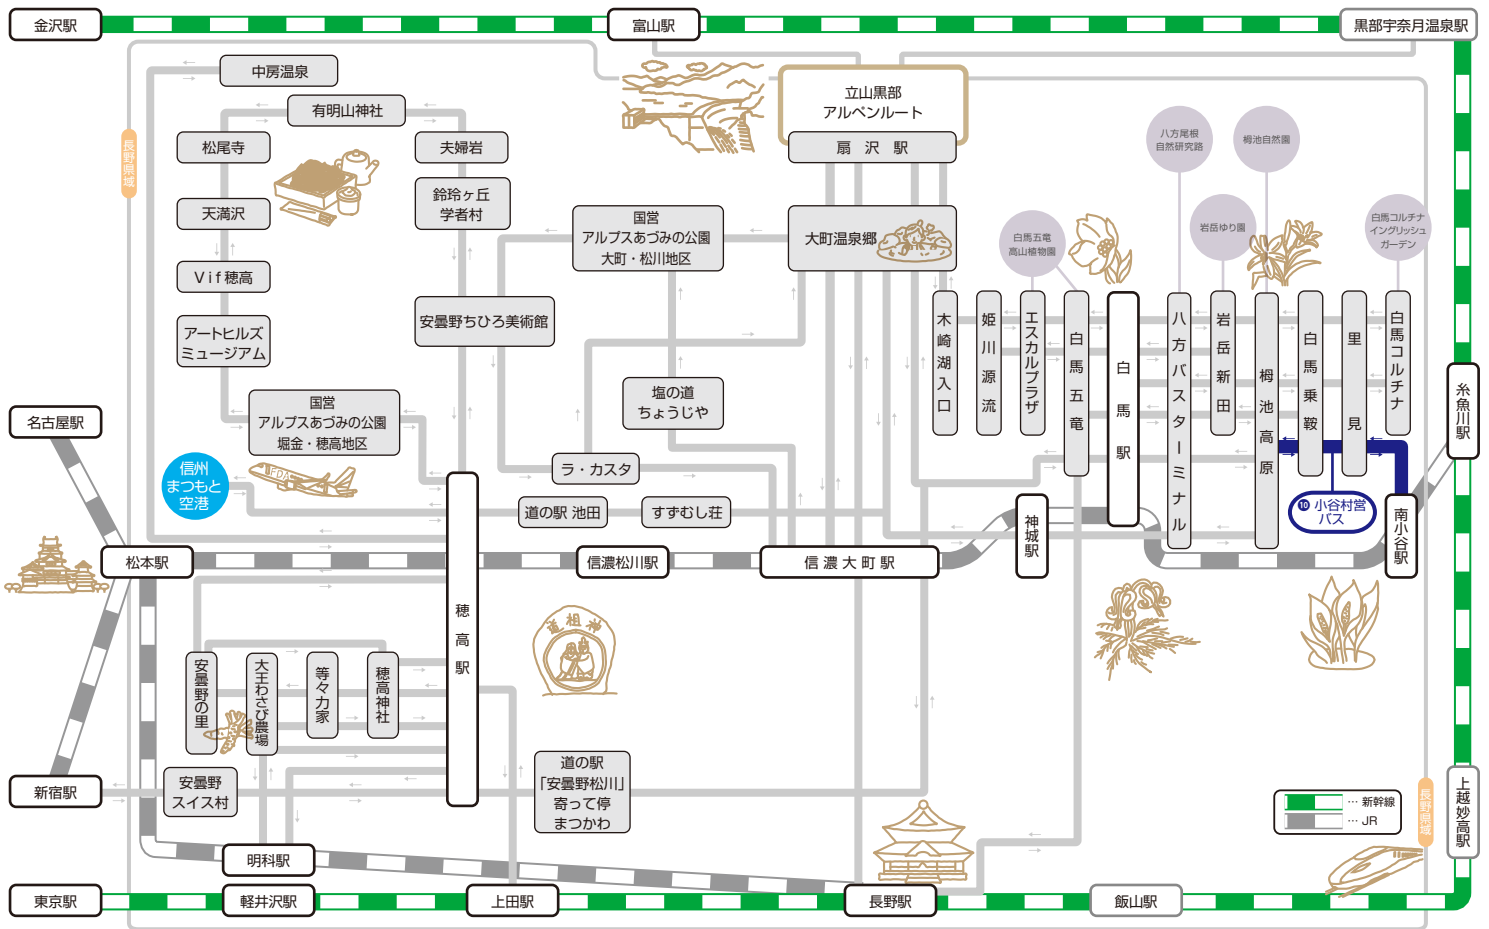 金沢駅
富山駅
黒部宇奈月温泉駅
中房温泉
有明山神社
立山黒部
アルペンルート
扇沢駅
長野県域
松尾寺
夫婦岩
鈴玲ヶ丘
学者村
天満沢
国営
アルプスあづみの公園
大町・松川地区
大町温泉郷
八方尾根
自然研究路
栂池自然園
白馬五竜
高山植物園
岩岳ゆり園
白馬コルチナ
イングリッシュ
ガーデン
Vif穂高
安曇野ちひろ美術館
アートヒルズ
ミュージアム
木崎湖入口
姫川源流
エスカルプラザ
白馬五竜
白馬駅
八方バスターミナル
岩岳新田
栂池高原
白馬乗鞍
里見
白馬コルチナ
糸魚川駅
国営
アルプスあづみの公園
堀金・穂高地区
塩の道
ちょうじや
名古屋駅
信州
まつもと
空港
FDA
ラ・カスタ
道の駅 池田
すずむし荘
⑩ 小谷村営
バス
神城駅
南小谷駅
松本駅
信濃松川駅
信濃大町駅
穂高駅
道祖神
安曇野の里
大王わさび農場
等々力家
穂高神社
新宿駅
安曇野
スイス村
道の駅
「安曇野松川」
寄って停
まつかわ
… 新幹線
… JR
長野県域
上越妙高駅
明科駅
東京駅
軽井沢駅
上田駅
長野駅
飯山駅